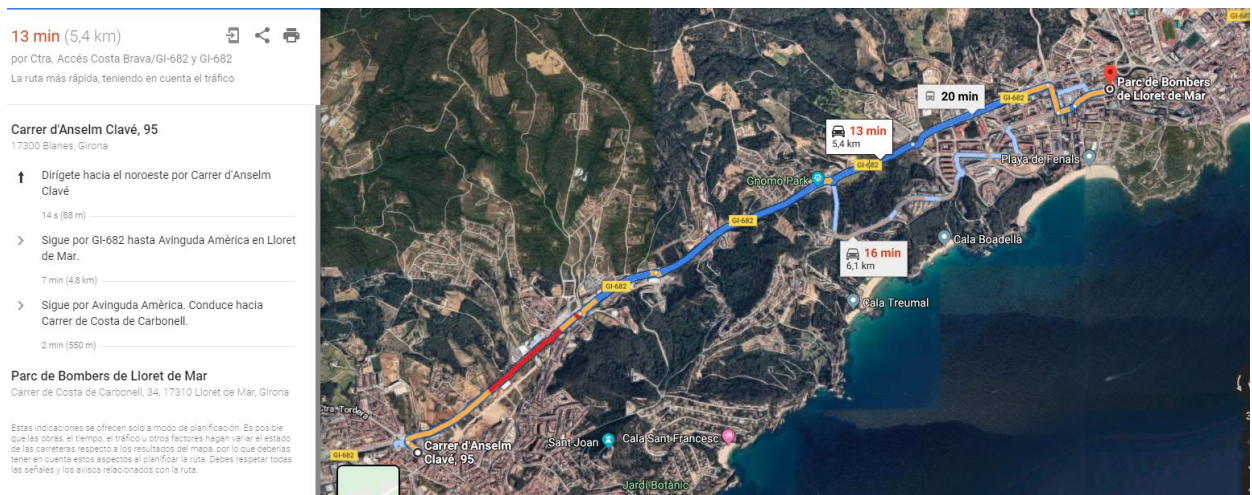 13 min (5,4 km)
por Ctra. Accés Costa Brava/GI-682 y GI-682
La ruta más rápida, teniendo en cuenta el tráfico
Carrer d'Anselm Clavé, 95
17300 Blanes, Girona
Dirígete hacia el noroeste por Carrer d'Anselm
Clavé
14 s (88 m)
Sigue por GI-682 hasta Avinguda Amèrica en Lloret
de Mar.
7 min (4,8 km)
Sigue por Avinguda Amèrica. Conduce hacia
Carrer de Costa de Carbonell.
2 min (550 m)
Parc de Bombers de Lloret de Mar
Carrer de Costa de Carbonell, 34, 17310 Lloret de Mar, Girona
Estas indicaciones se ofrecen solo a modo de planificación. Es posible
que las obras, el tiempo, el tráfico u otros factores hagan variar el estado
de las carreteras respecto a los resultados del mapa, por lo que deberías
tener en cuenta estos aspectos al planificar la ruta. Debes respetar todas
las señales y los avisos relacionados con la ruta.
Parc de Bombers
de Lloret de Mar
20 min
GI-682
13 min
5,4 km
GI-682
Playa de Fenals
Gnomo Park
GI-682
Cala Boadella
16 min
6,1 km
GI-682
Cala Treumal
Ctra. Tordera
Carrer d'Anselm
Clavé, 95
Sant Joan
Cala Sant Francesc
GI-682
Jardí Botànic